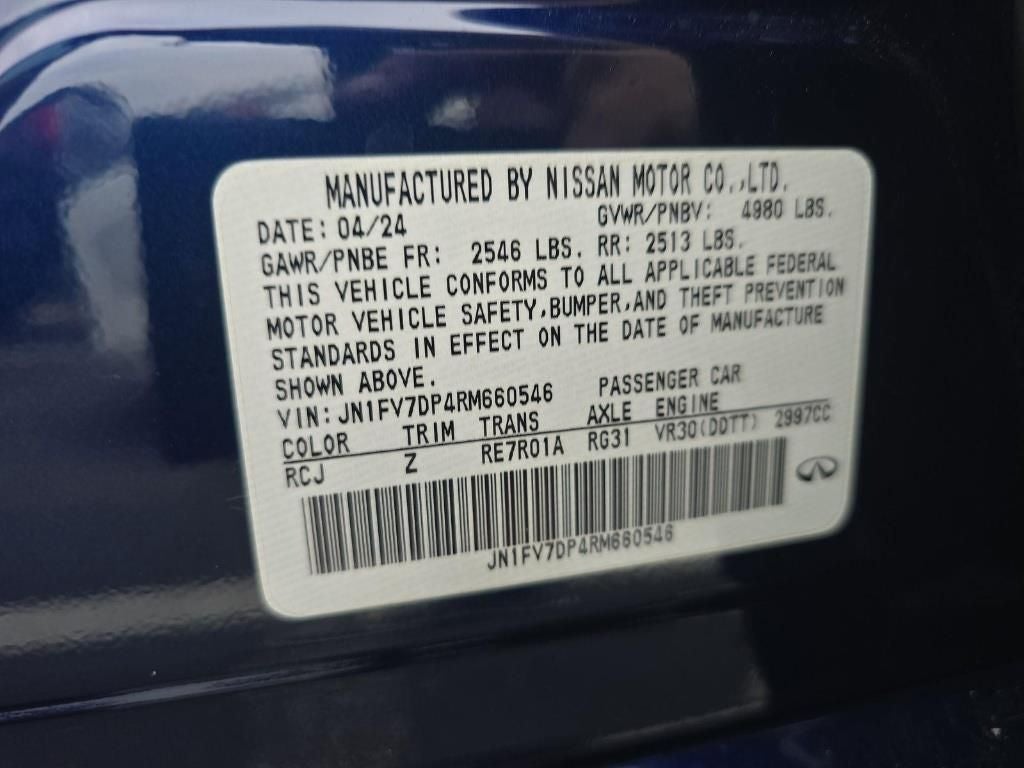 MANUFACTURED BY NISSAN MOTOR CO.,LTD.
DATE: 04/24 GVWR/PNBV: 4980 LBS.
GAWR/PNBE FR: 2546 LBS. RR: 2513 LBS.
THIS VEHICLE CONFORMS TO ALL APPLICABLE FEDERAL
MOTOR VEHICLE SAFETY,BUMPER,AND THEFT PREVENTION
STANDARDS IN EFFECT ON THE DATE OF MANUFACTURE
SHOWN ABOVE.
VIN: JN1FV7DP4RM660546 PASSENGER CAR
COLOR TRIM TRANS AXLE ENGINE
RCJ Z RE7R01A RG31 VR30(DDTT) 2997CC
JN1FV7DP4RM660546